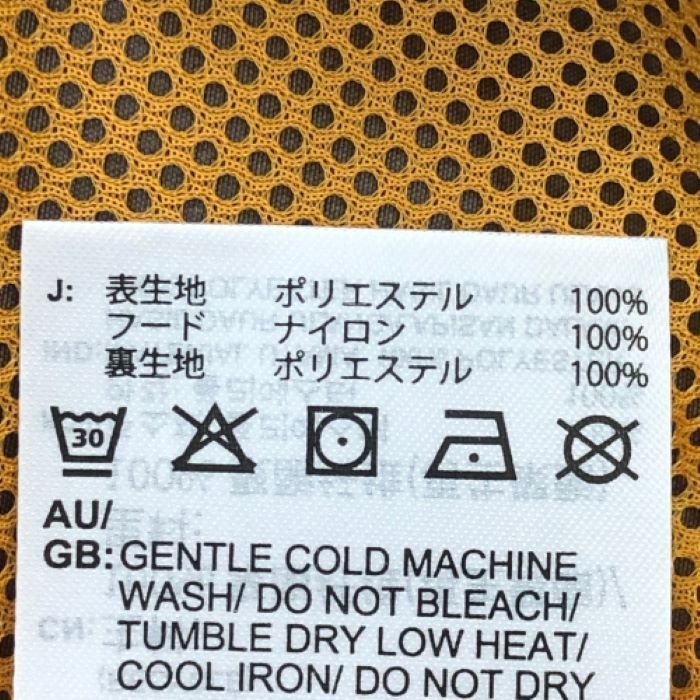 J: 表生地 ポリエステル 100%
フード ナイロン 100%
裏生地 ポリエステル 100%
30
AU/
GB: GENTLE COLD MACHINE
WASH/ DO NOT BLEACH/
TUMBLE DRY LOW HEAT/
COOL IRON/ DO NOT DRY